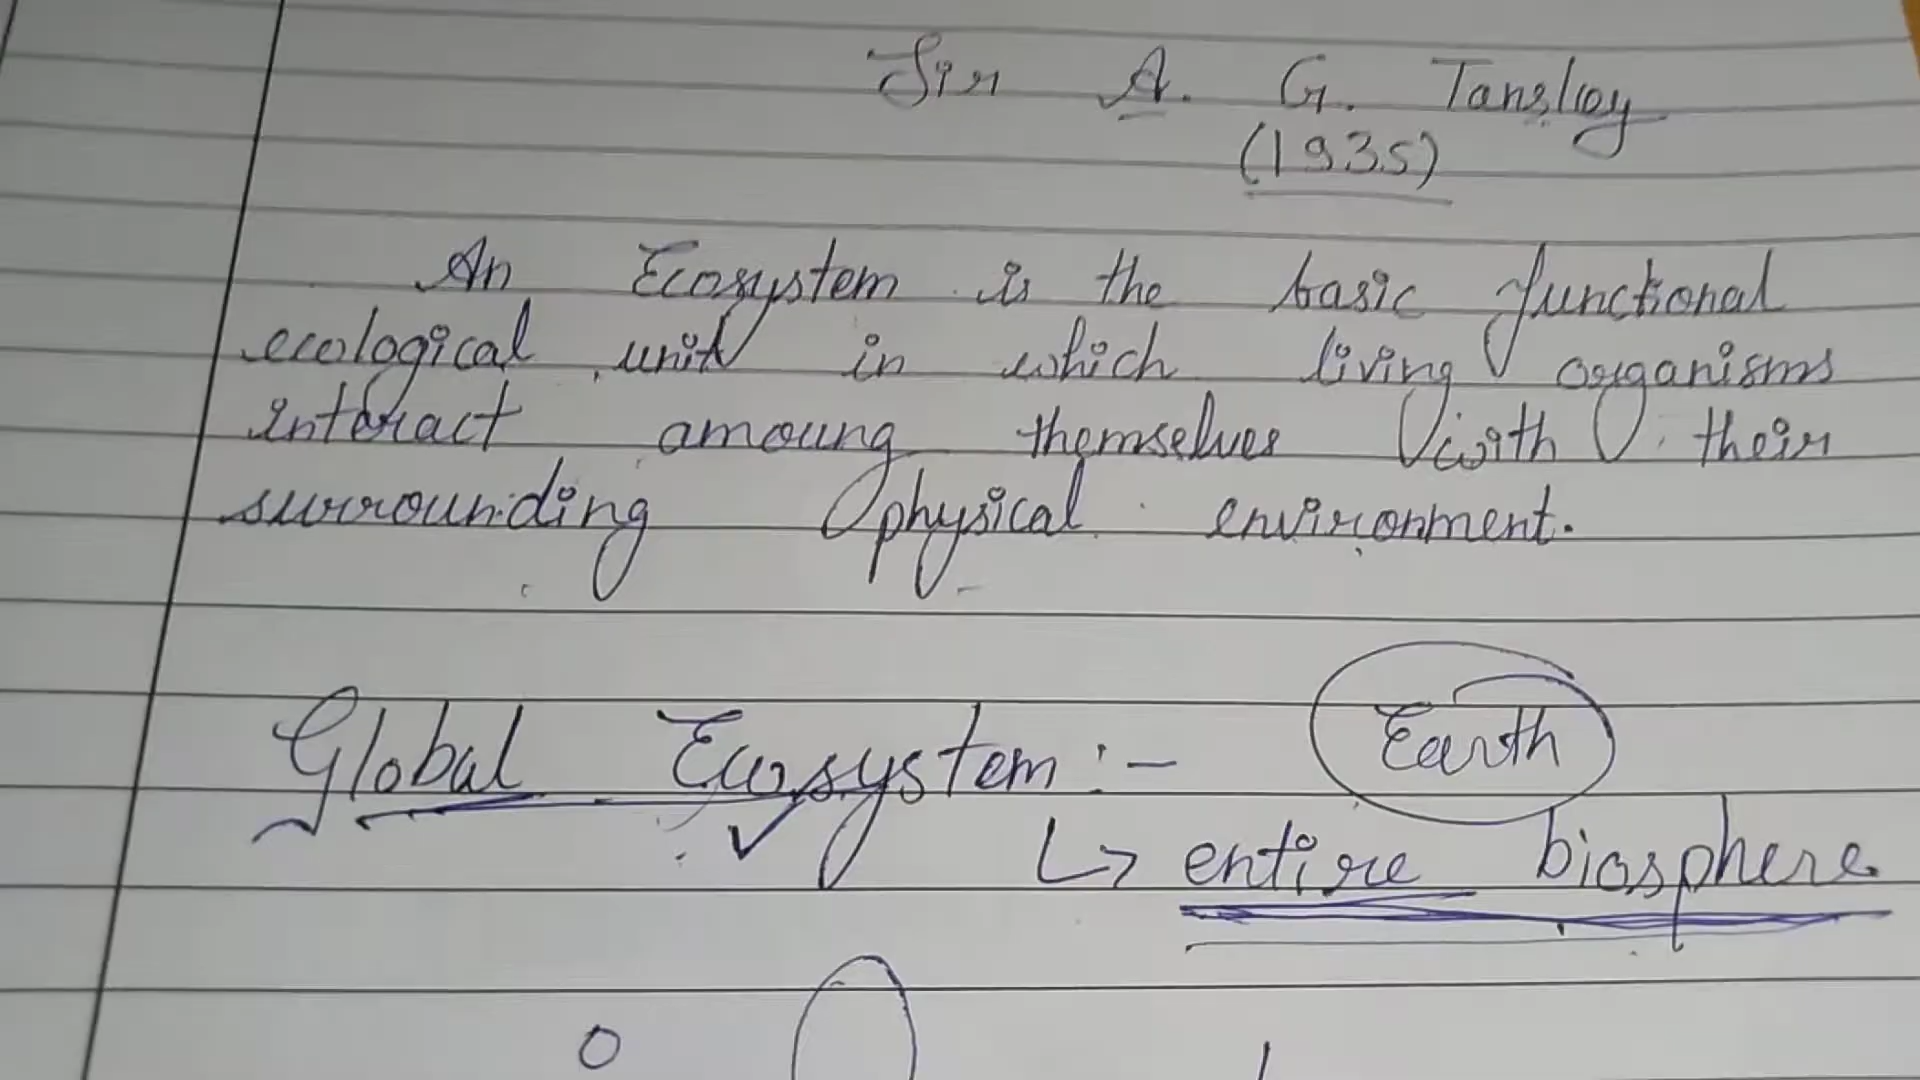 Sir A. G. Tansley
(1935)
An Ecosystem is the basic functional
ecological unit in which living organisms
interact amoung themselves with their
surrounding physical environment.
Global Ecosystem :- Earth
↳ entire biosphere